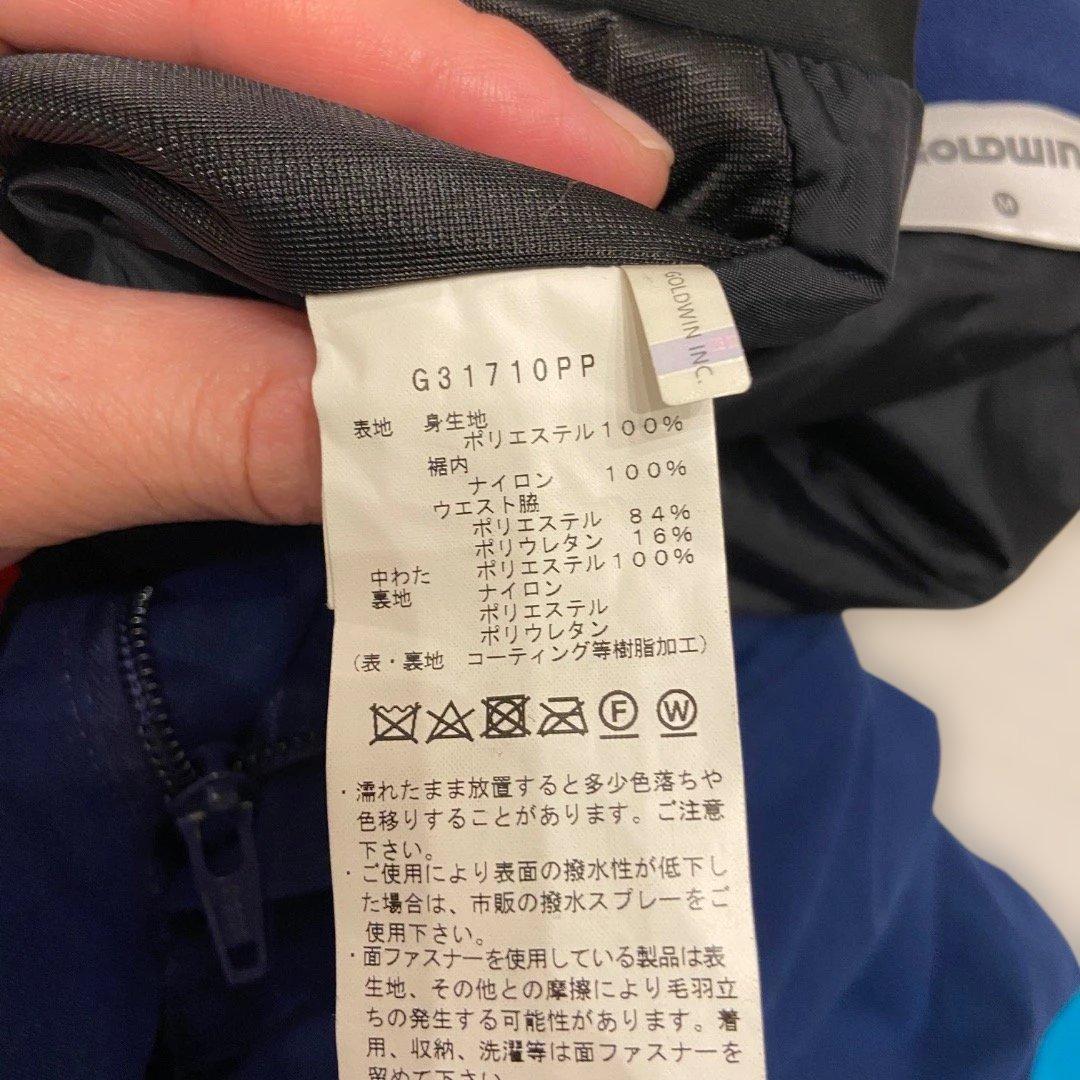 GOLDWIN
M
GOLDWIN INC.
G31710PP
表地 身生地
ポリエステル100%
裾内
ナイロン 100%
ウエスト脇
ポリエステル 84%
ポリウレタン 16%
中わた ポリエステル100%
裏地 ナイロン
ポリエステル
ポリウレタン
(表・裏地 コーティング等樹脂加工)
F W
・濡れたまま放置すると多少色落ちや
色移りすることがあります。ご注意
下さい。
・ご使用により表面の撥水性が低下し
た場合は、市販の撥水スプレーをご
使用下さい。
・面ファスナーを使用している製品は表
生地、その他との摩擦により毛羽立
ちの発生する可能性があります。着
用、収納、洗濯等は面ファスナーを
留めて下さい